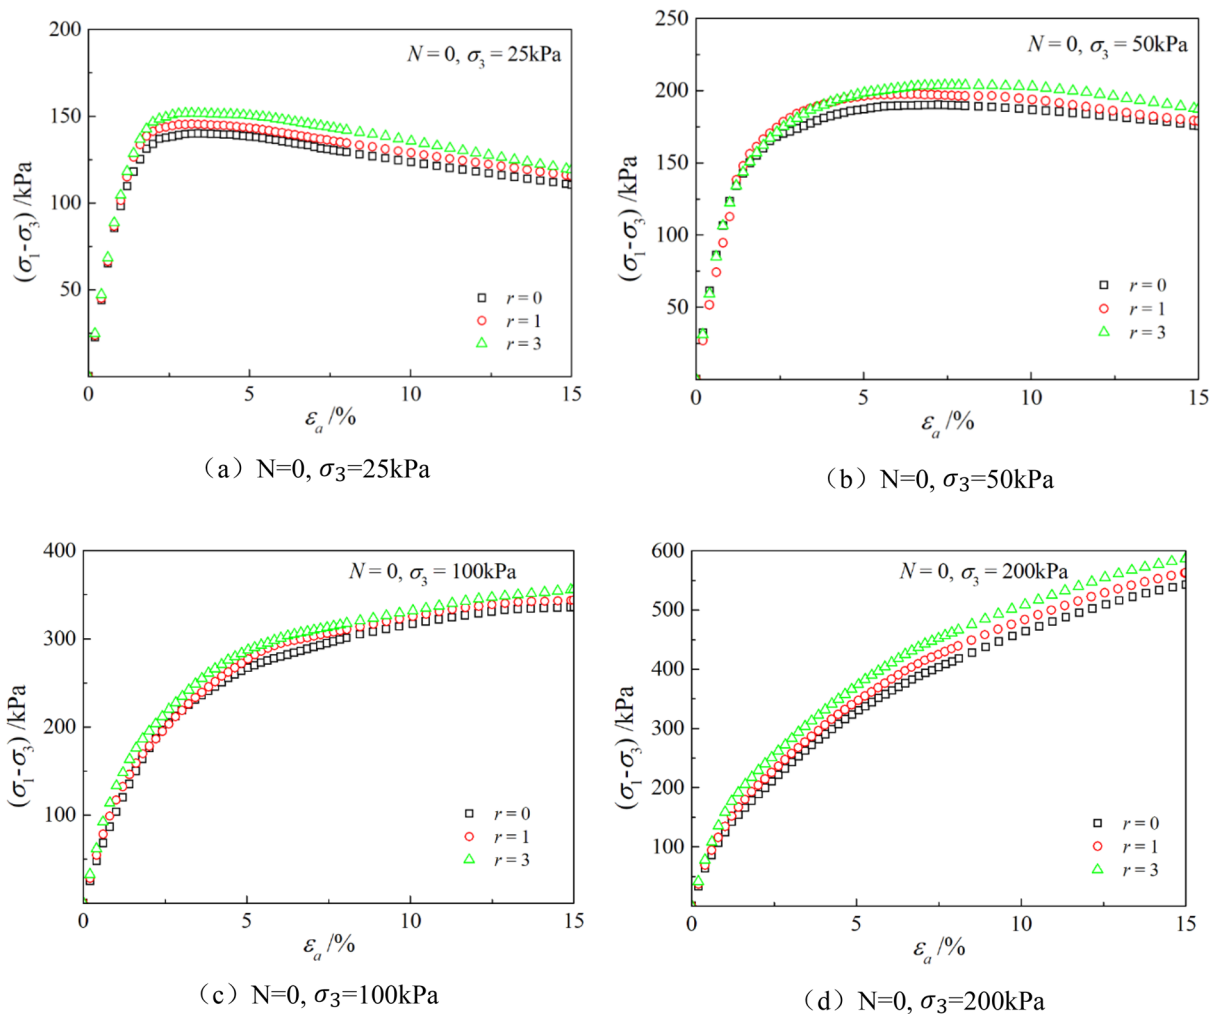 200
150
100
50
(σ₁-σ₃) /kPa
N = 0, σ₃ = 25kPa
r = 0
r = 1
r = 3
0 5 10 15
εₐ /%
（a）N=0, σ3=25kPa
250
200
150
100
50
(σ₁-σ₃) /kPa
N = 0, σ₃ = 50kPa
r = 0
r = 1
r = 3
0 5 10 15
εₐ /%
（b）N=0, σ3=50kPa
400
300
200
100
(σ₁-σ₃) /kPa
N = 0, σ₃ = 100kPa
r = 0
r = 1
r = 3
0 5 10 15
εₐ /%
（c）N=0, σ3=100kPa
600
500
400
300
200
100
(σ₁-σ₃) /kPa
N = 0, σ₃ = 200kPa
r = 0
r = 1
r = 3
0 5 10 15
εₐ /%
（d）N=0, σ3=200kPa